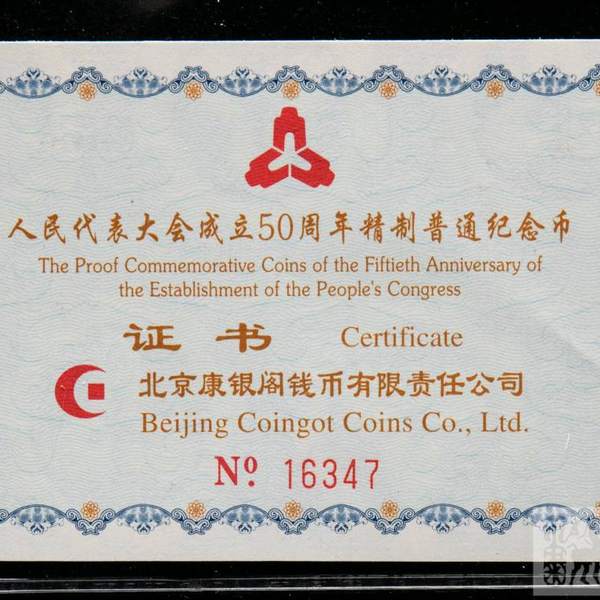 人民代表大会成立50周年精制普通纪念币
The Proof Commemorative Coins of the Fiftieth Anniversary of
the Establishment of the People's Congress
证书 Certificate
北京康银阁钱币有限责任公司
Beijing Coingot Coins Co., Ltd.
Nº 16347